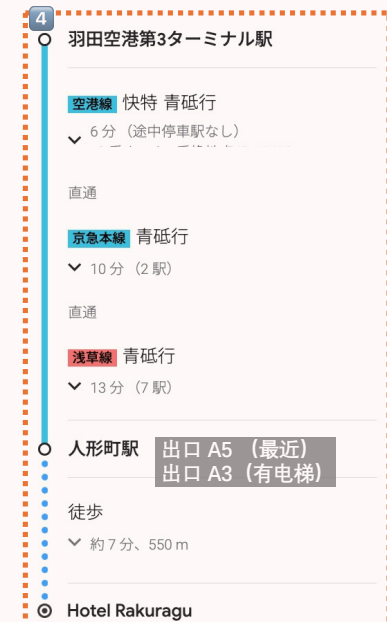 4
羽田空港第3ターミナル駅
空港線 快特 青砥行
6分（途中停車駅なし）
直通
京急本線 青砥行
10分（2駅）
直通
浅草線 青砥行
13分（7駅）
人形町駅 出口 A5 （最近）
出口 A3（有电梯）
徒歩
約7分、550 m
Hotel Rakuragu